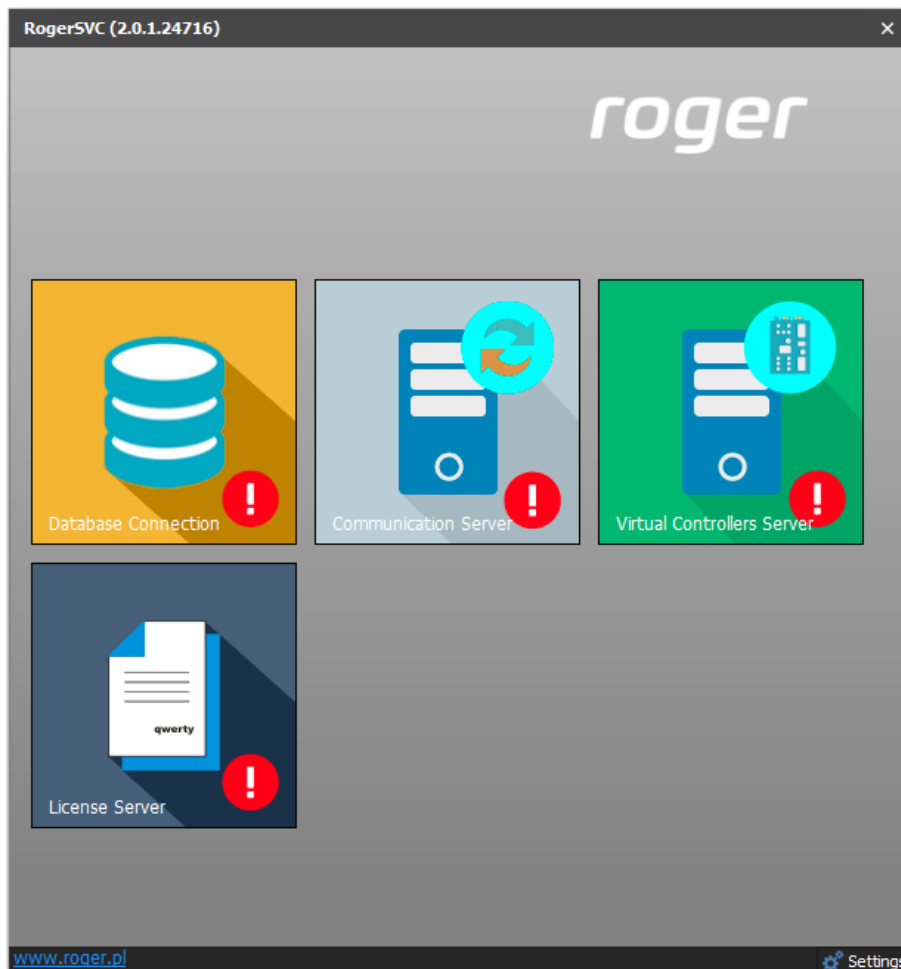 RogerSVC (2.0.1.24716)
roger
Database Connection
Communication Server
Virtual Controllers Server
qwerty
License Server
www.roger.pl
Settings